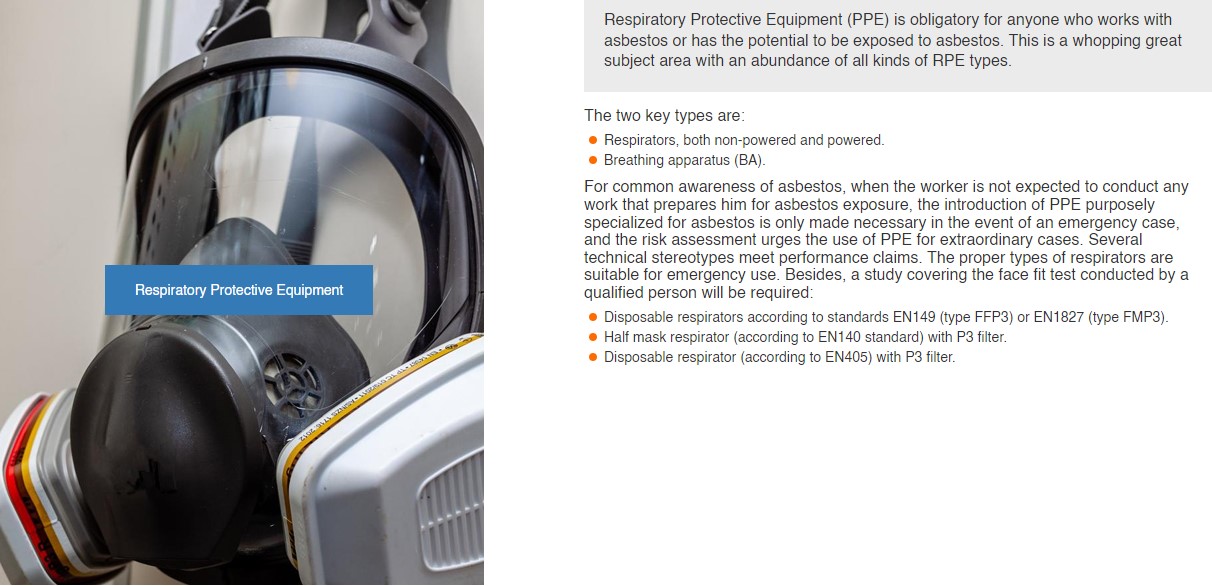 Respiratory Protective Equipment
Respiratory Protective Equipment (PPE) is obligatory for anyone who works with
asbestos or has the potential to be exposed to asbestos. This is a whopping great
subject area with an abundance of all kinds of RPE types.
The two key types are:
Respirators, both non-powered and powered.
Breathing apparatus (BA).
For common awareness of asbestos, when the worker is not expected to conduct any
work that prepares him for asbestos exposure, the introduction of PPE purposely
specialized for asbestos is only made necessary in the event of an emergency case,
and the risk assessment urges the use of PPE for extraordinary cases. Several
technical stereotypes meet performance claims. The proper types of respirators are
suitable for emergency use. Besides, a study covering the face fit test conducted by a
qualified person will be required:
Disposable respirators according to standards EN149 (type FFP3) or EN1827 (type FMP3).
Half mask respirator (according to EN140 standard) with P3 filter.
Disposable respirator (according to EN405) with P3 filter.